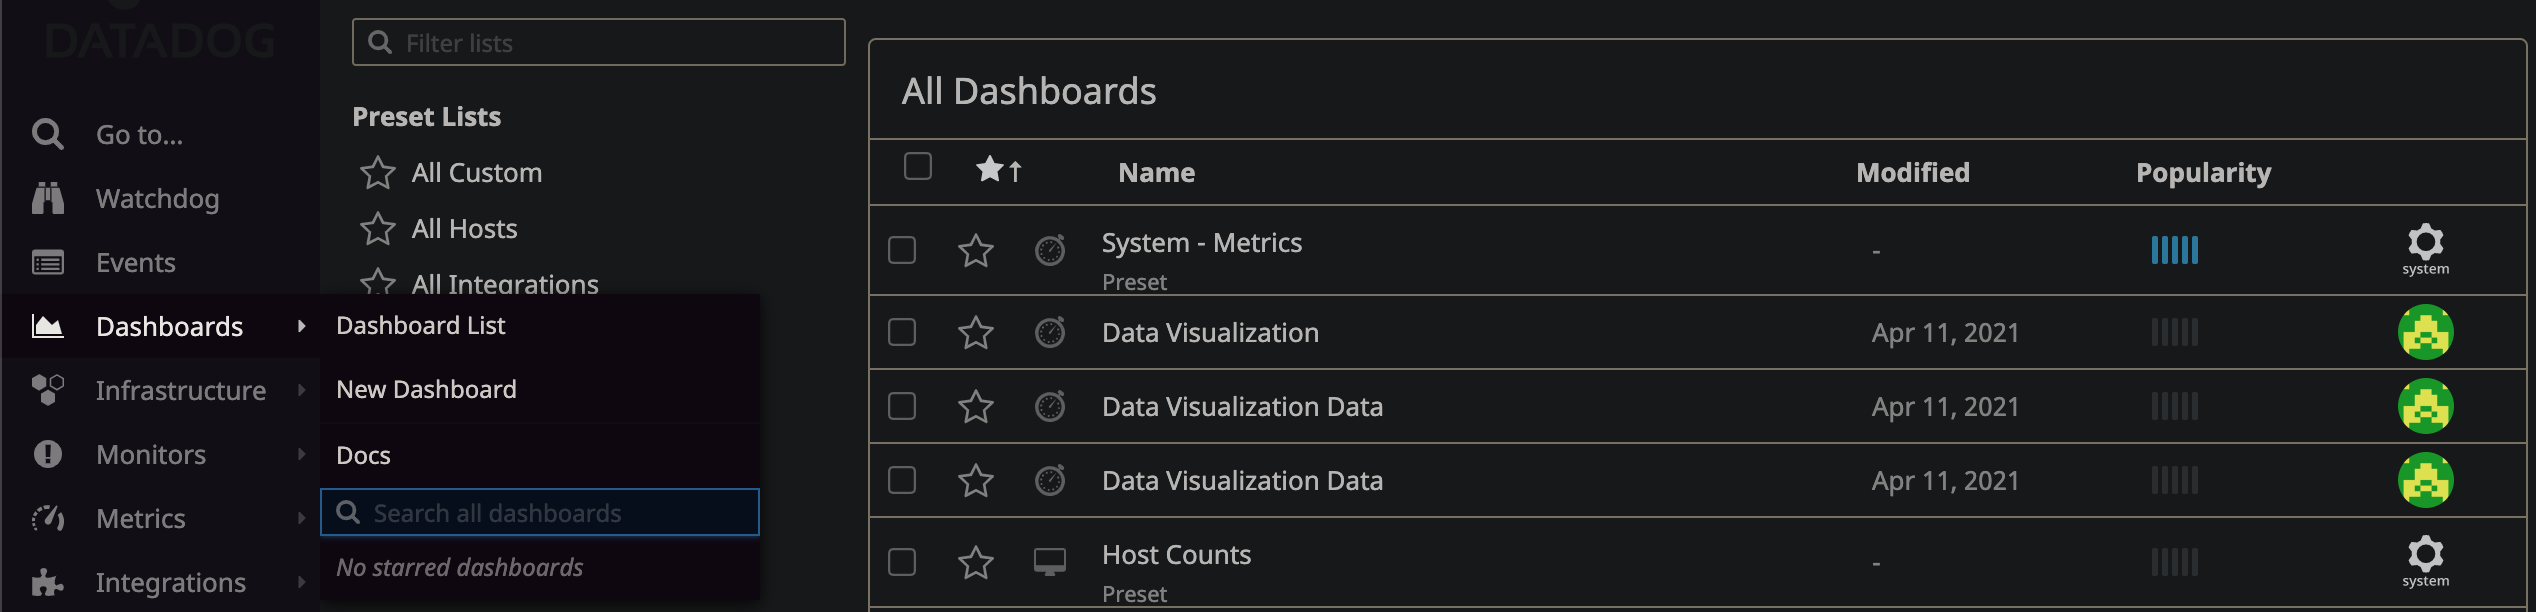 DATADOG
Go to...
Watchdog
Events
Dashboards
Infrastructure
Monitors
Metrics
Integrations
Filter lists
Preset Lists
All Custom
All Hosts
All Integrations
Dashboard List
New Dashboard
Docs
Search all dashboards
No starred dashboards
All Dashboards
Name Modified Popularity
System - Metrics -
Preset
system
Data Visualization Apr 11, 2021
Data Visualization Data Apr 11, 2021
Data Visualization Data Apr 11, 2021
Host Counts -
Preset
system